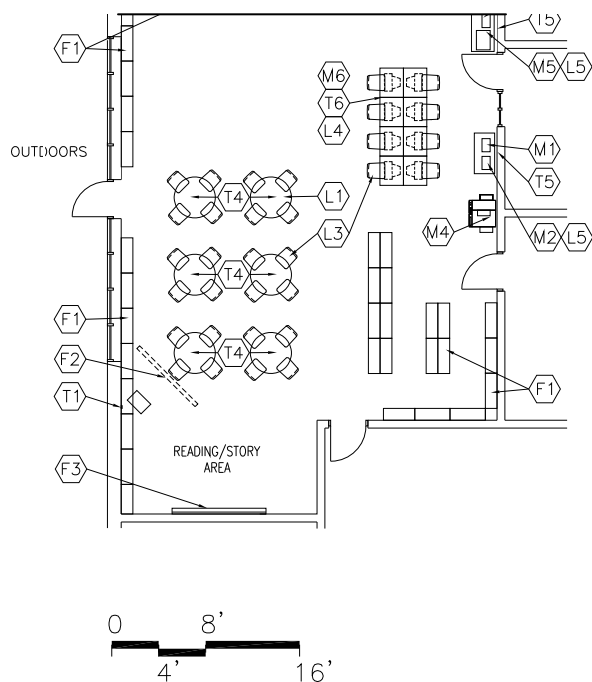 T5
F1
M6
M5
L5
T6
L4
M1
OUTDOORS
T5
T4
L1
M4
M2
L5
L3
T4
F1
F2
T4
T1
F1
READING/STORY
AREA
F3
0
8'
4'
16'